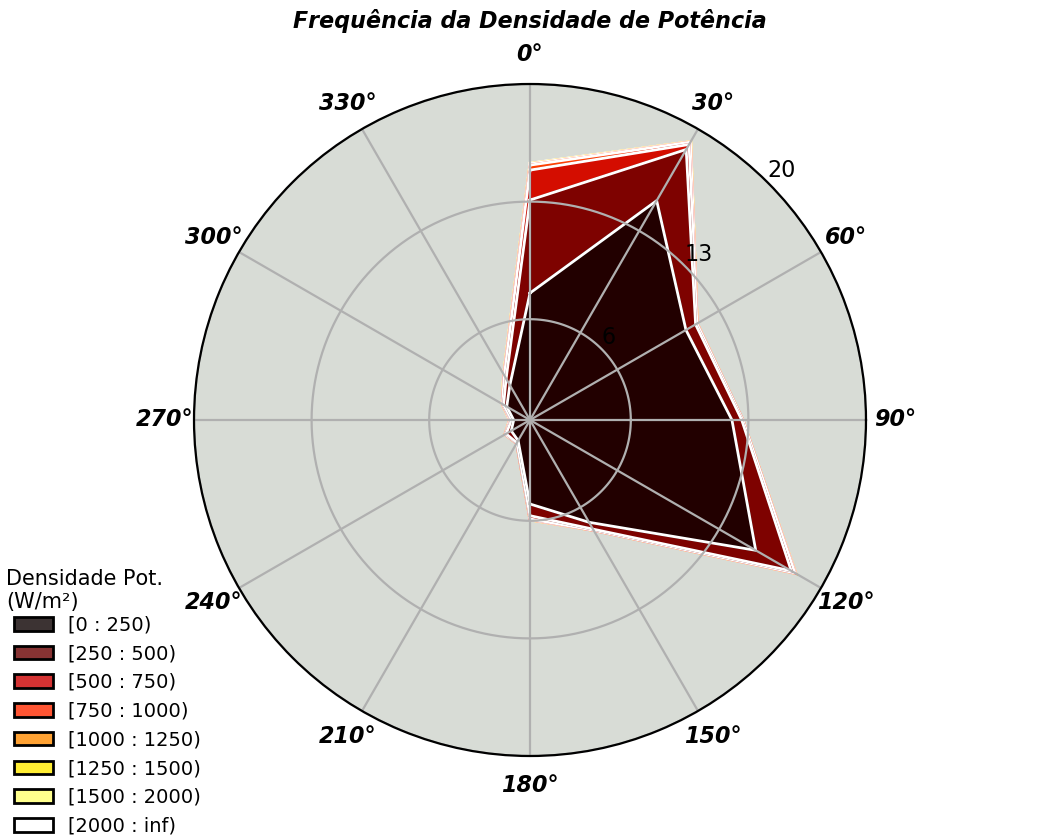 Frequência da Densidade de Potência
0°
330°
30°
20
300°
60°
13
6
270°
90°
240°
120°
210°
150°
180°
Densidade Pot.
(W/m²)
[0 : 250)
[250 : 500)
[500 : 750)
[750 : 1000)
[1000 : 1250)
[1250 : 1500)
[1500 : 2000)
[2000 : inf)